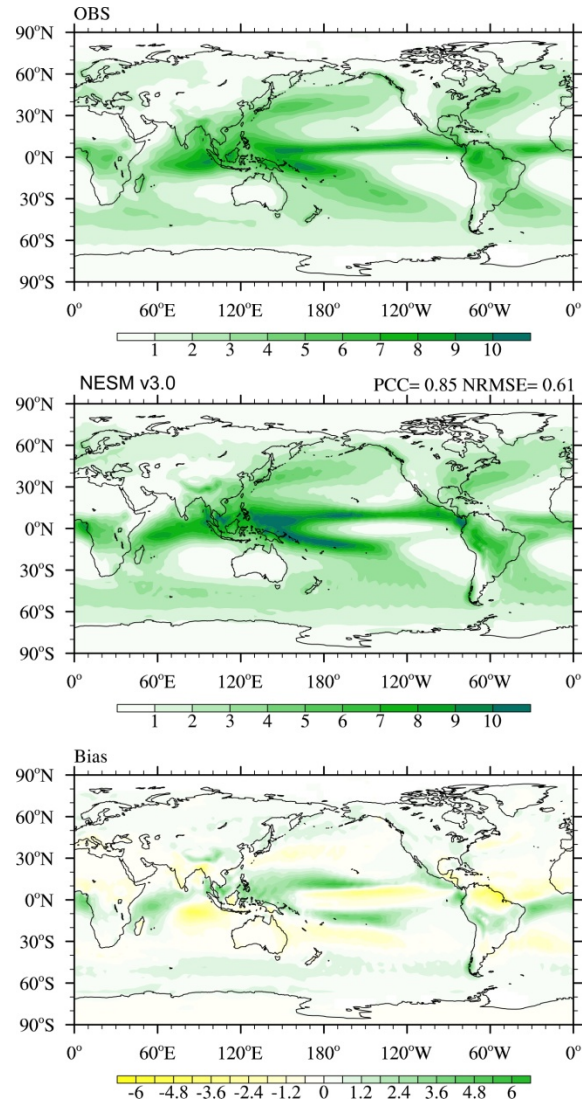 OBS
90°N
60°N
30°N
0°N
30°S
60°S
90°S
0° 60°E 120°E 180° 120°W 60°W 0°
1 2 3 4 5 6 7 8 9 10
NESM v3.0 PCC= 0.85 NRMSE= 0.61
90°N
60°N
30°N
0°N
30°S
60°S
90°S
0° 60°E 120°E 180° 120°W 60°W 0°
1 2 3 4 5 6 7 8 9 10
Bias
90°N
60°N
30°N
0°N
30°S
60°S
90°S
0° 60°E 120°E 180° 120°W 60°W 0°
-6 -4.8 -3.6 -2.4 -1.2 0 1.2 2.4 3.6 4.8 6